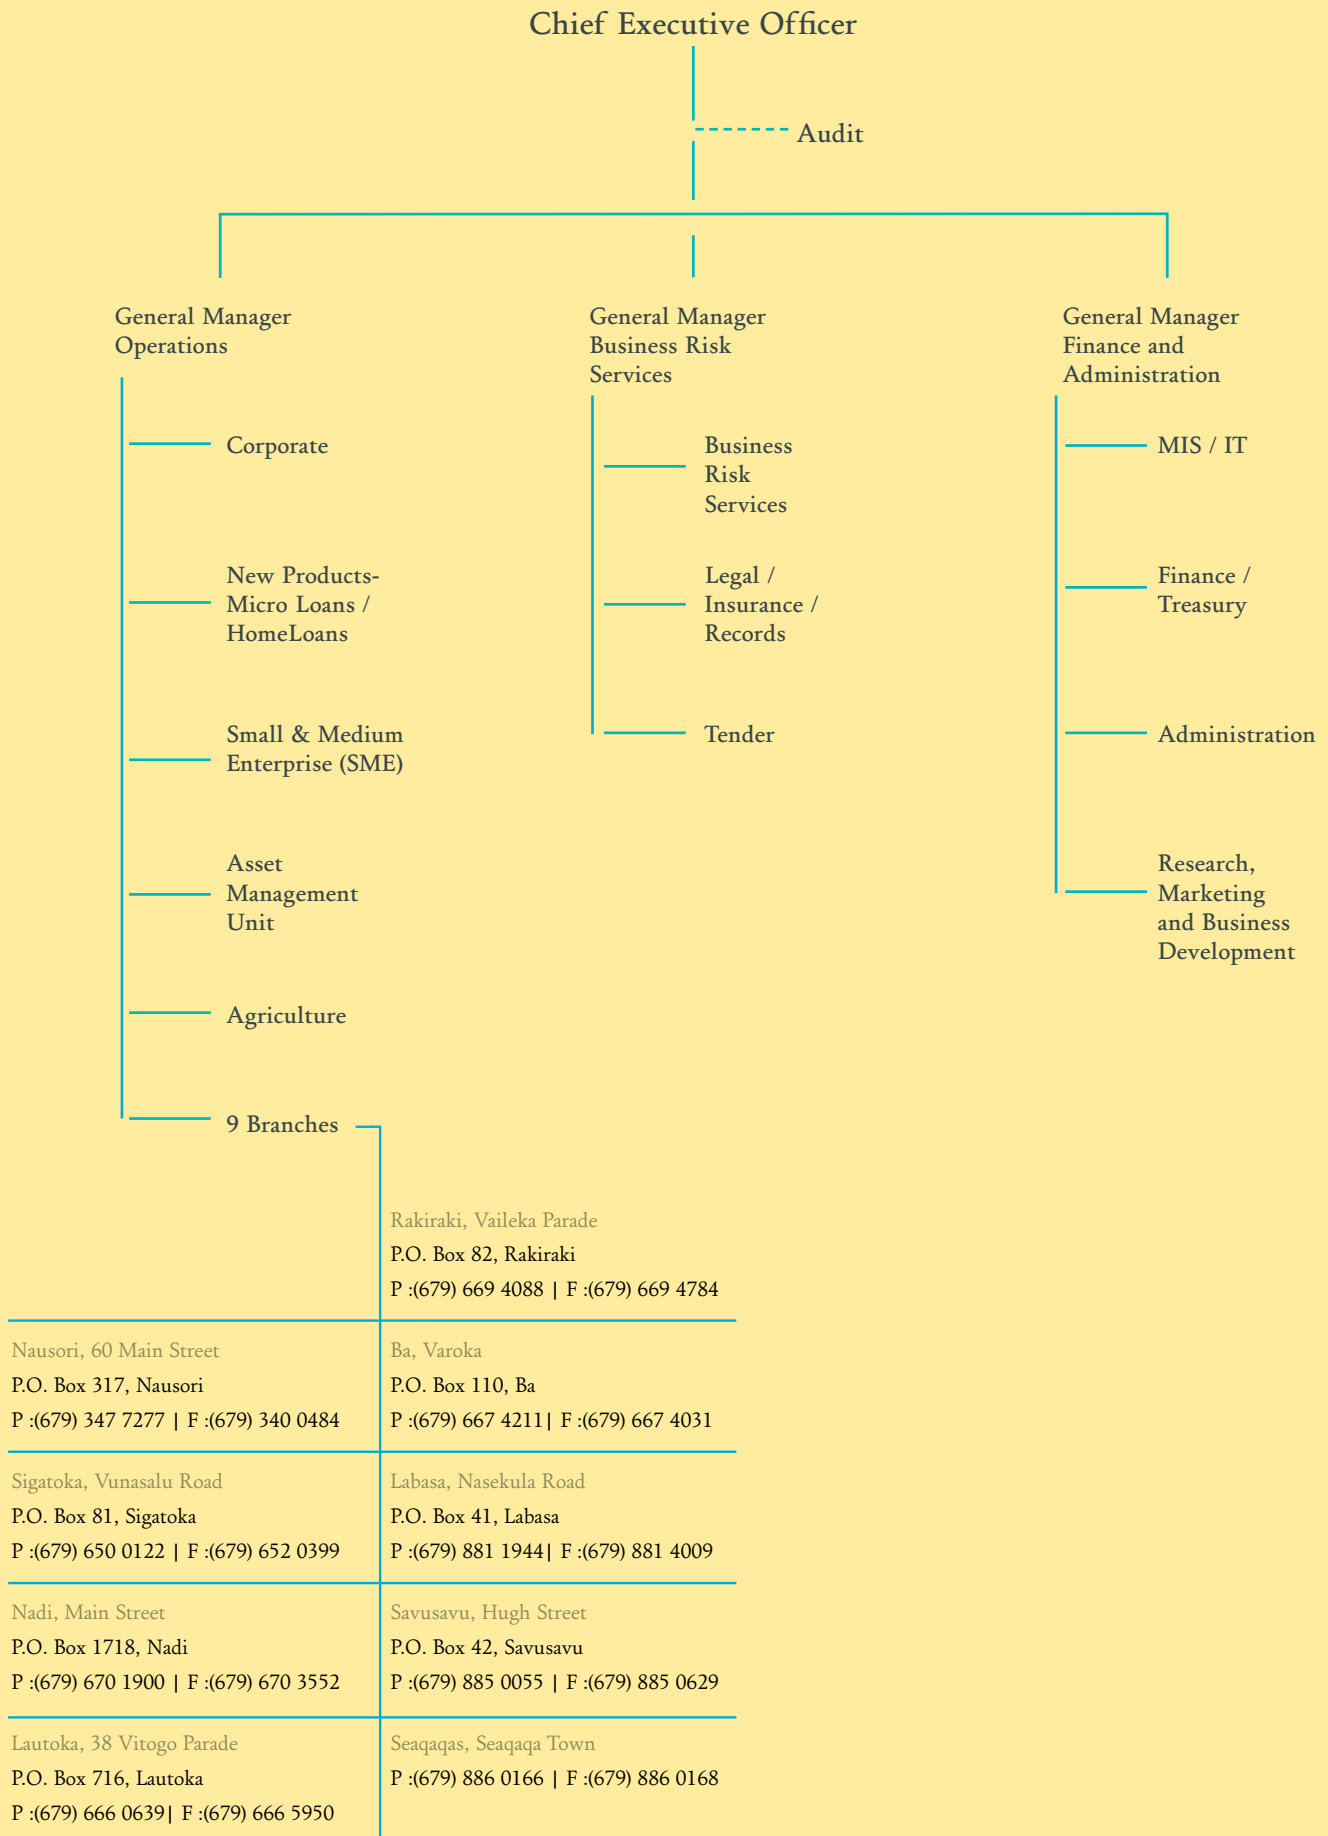 Chief Executive Officer
Audit
General Manager
Operations
Corporate
New Products-
Micro Loans /
HomeLoans
Small & Medium
Enterprise (SME)
Asset
Management
Unit
Agriculture
9 Branches
General Manager
Business Risk
Services
Business
Risk
Services
Legal /
Insurance /
Records
Tender
General Manager
Finance and
Administration
MIS / IT
Finance /
Treasury
Administration
Research,
Marketing
and Business
Development
Rakiraki, Vaileka Parade
P.O. Box 82, Rakiraki
P :(679) 669 4088 | F :(679) 669 4784
Nausori, 60 Main Street
P.O. Box 317, Nausori
P :(679) 347 7277 | F :(679) 340 0484
Ba, Varoka
P.O. Box 110, Ba
P :(679) 667 4211| F :(679) 667 4031
Sigatoka, Vunasalu Road
P.O. Box 81, Sigatoka
P :(679) 650 0122 | F :(679) 652 0399
Labasa, Nasekula Road
P.O. Box 41, Labasa
P :(679) 881 1944| F :(679) 881 4009
Nadi, Main Street
P.O. Box 1718, Nadi
P :(679) 670 1900 | F :(679) 670 3552
Savusavu, Hugh Street
P.O. Box 42, Savusavu
P :(679) 885 0055 | F :(679) 885 0629
Lautoka, 38 Vitogo Parade
P.O. Box 716, Lautoka
P :(679) 666 0639| F :(679) 666 5950
Seaqaqas, Seaqaqa Town
P :(679) 886 0166 | F :(679) 886 0168